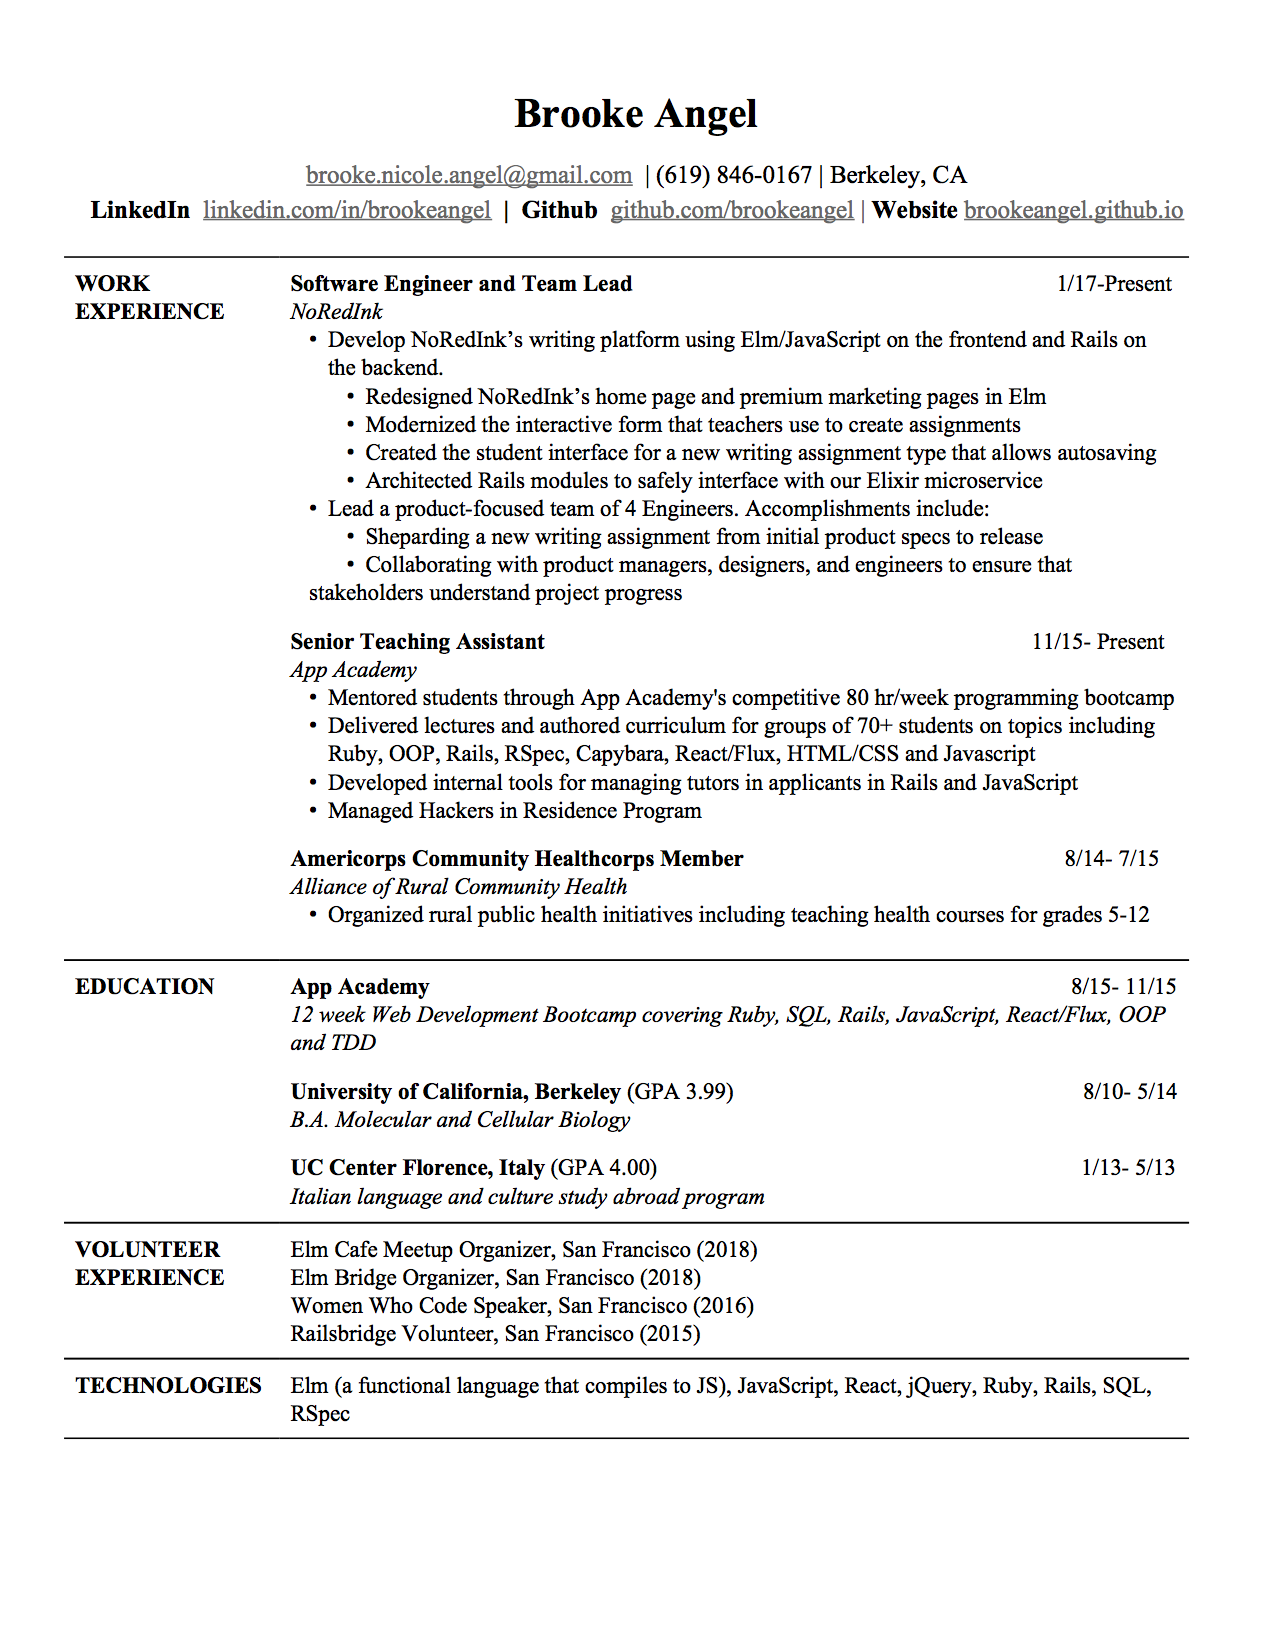 Brooke Angel
brooke.nicole.angel@gmail.com | (619) 846-0167 | Berkeley, CA
LinkedIn linkedin.com/in/brookeangel | Github github.com/brookeangel | Website brookeangel.github.io
WORK EXPERIENCE
Software Engineer and Team Lead 1/17-Present
NoRedInk
• Develop NoRedInk’s writing platform using Elm/JavaScript on the frontend and Rails on
the backend.
• Redesigned NoRedInk’s home page and premium marketing pages in Elm
• Modernized the interactive form that teachers use to create assignments
• Created the student interface for a new writing assignment type that allows autosaving
• Architected Rails modules to safely interface with our Elixir microservice
• Lead a product-focused team of 4 Engineers. Accomplishments include:
• Sheparding a new writing assignment from initial product specs to release
• Collaborating with product managers, designers, and engineers to ensure that
stakeholders understand project progress
Senior Teaching Assistant 11/15- Present
App Academy
• Mentored students through App Academy's competitive 80 hr/week programming bootcamp
• Delivered lectures and authored curriculum for groups of 70+ students on topics including
Ruby, OOP, Rails, RSpec, Capybara, React/Flux, HTML/CSS and Javascript
• Developed internal tools for managing tutors in applicants in Rails and JavaScript
• Managed Hackers in Residence Program
Americorps Community Healthcorps Member 8/14- 7/15
Alliance of Rural Community Health
• Organized rural public health initiatives including teaching health courses for grades 5-12
EDUCATION
App Academy 8/15- 11/15
12 week Web Development Bootcamp covering Ruby, SQL, Rails, JavaScript, React/Flux, OOP
and TDD
University of California, Berkeley (GPA 3.99) 8/10- 5/14
B.A. Molecular and Cellular Biology
UC Center Florence, Italy (GPA 4.00) 1/13- 5/13
Italian language and culture study abroad program
VOLUNTEER EXPERIENCE
Elm Cafe Meetup Organizer, San Francisco (2018)
Elm Bridge Organizer, San Francisco (2018)
Women Who Code Speaker, San Francisco (2016)
Railsbridge Volunteer, San Francisco (2015)
TECHNOLOGIES
Elm (a functional language that compiles to JS), JavaScript, React, jQuery, Ruby, Rails, SQL,
RSpec